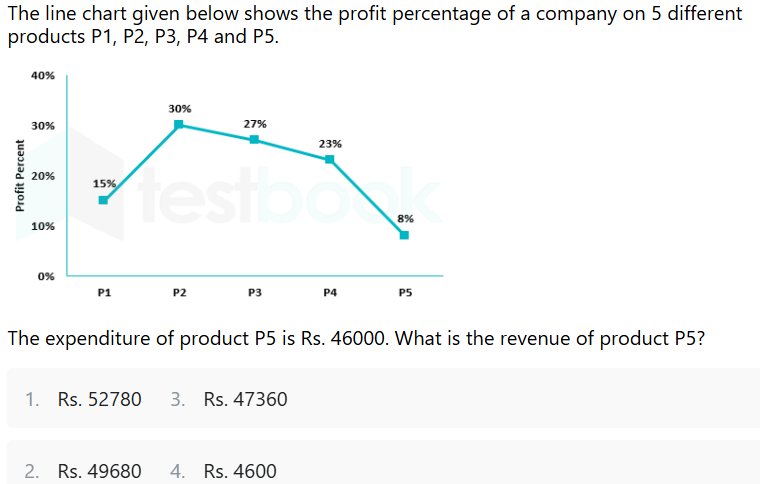 The line chart given below shows the profit percentage of a company on 5 different
products P1, P2, P3, P4 and P5.
40%
30%
20%
10%
0%
Profit Percent
15%
30%
27%
23%
8%
P1 P2 P3 P4 P5
testbook
The expenditure of product P5 is Rs. 46000. What is the revenue of product P5?
1. Rs. 52780 3. Rs. 47360
2. Rs. 49680 4. Rs. 4600